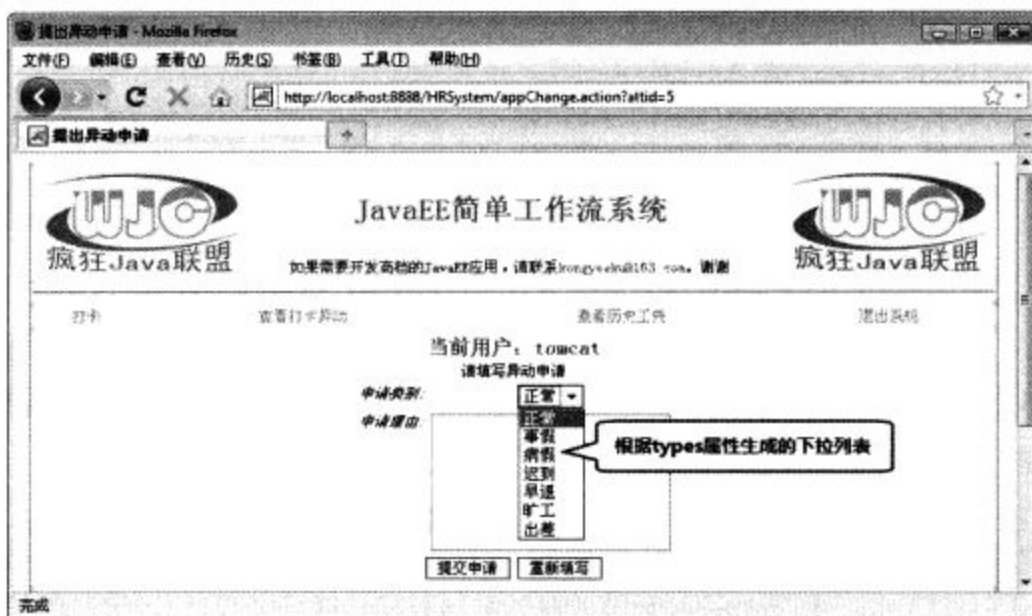 提出异动申请 - Mozilla Firefox
文件(F) 编辑(E) 查看(V) 历史(S) 书签(B) 工具(T) 帮助(H)
http://localhost:8888/HRSystem/appChange.action?attid=5
提出异动申请
WJC
疯狂Java联盟
JavaEE简单工作流系统
如果需要开发高档的JavaEE应用，请联系 谢谢
WJC
疯狂Java联盟
打卡 查看打卡异动 查看历史工资 退出系统
当前用户：tomcat
请填写异动申请
申请类别: 正常
申请理由:
正常
事假
病假
迟到
早退
旷工
出差
根据types属性生成的下拉列表
提交申请 重新填写
完成